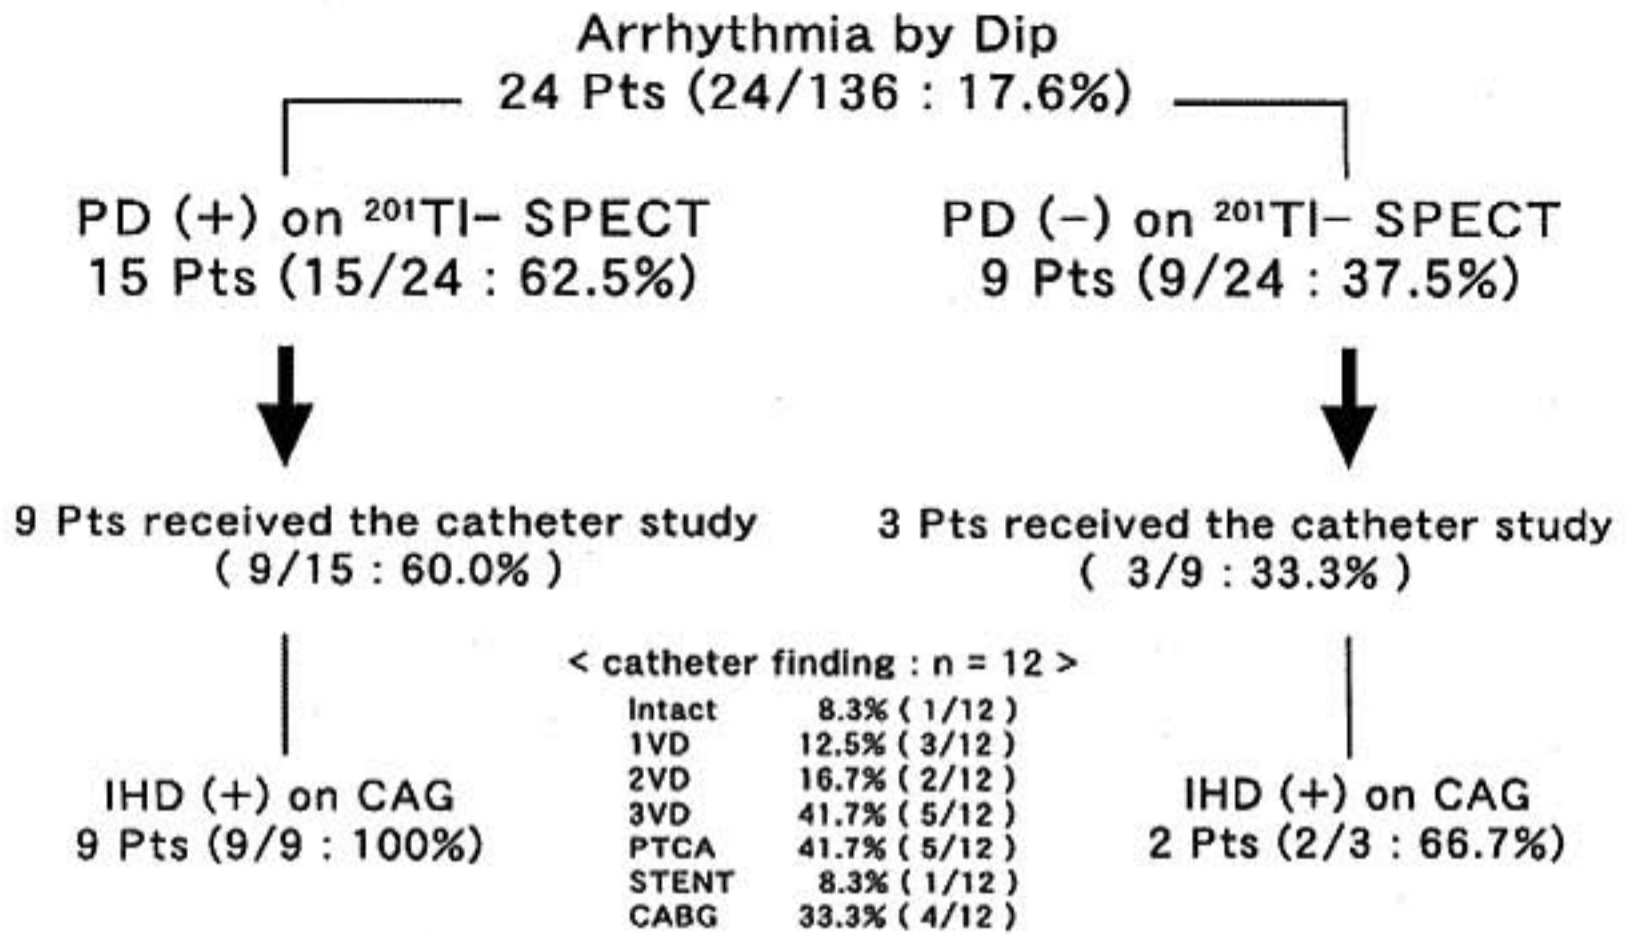 Arrhythmia by Dip
24 Pts (24/136 : 17.6%)
PD (+) on ²⁰¹Tl− SPECT
15 Pts (15/24 : 62.5%)
PD (−) on ²⁰¹Tl− SPECT
9 Pts (9/24 : 37.5%)
9 Pts received the catheter study
( 9/15 : 60.0% )
3 Pts received the catheter study
( 3/9 : 33.3% )
< catheter finding : n = 12 >
Intact 8.3% ( 1/12 )
1VD 12.5% ( 3/12 )
2VD 16.7% ( 2/12 )
3VD 41.7% ( 5/12 )
PTCA 41.7% ( 5/12 )
STENT 8.3% ( 1/12 )
CABG 33.3% ( 4/12 )
IHD (+) on CAG
9 Pts (9/9 : 100%)
IHD (+) on CAG
2 Pts (2/3 : 66.7%)